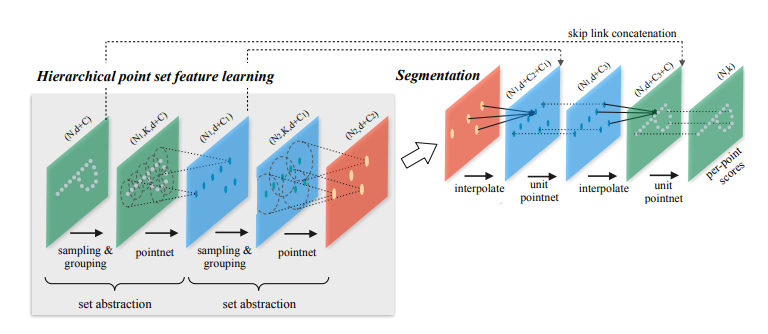 skip link concatenation
Hierarchical point set feature learning
Segmentation
(N,d+C)
(N1,K,d+C)
(N1,d+C1)
(N2,K,d+C1)
(N2,d+C2)
(N1,d+C2+C1)
(N1,d+C3)
(N,d+C3+C)
(N,k)
sampling &
grouping
pointnet
sampling &
grouping
pointnet
set abstraction
set abstraction
interpolate
unit
pointnet
interpolate
unit
pointnet
per-point
scores